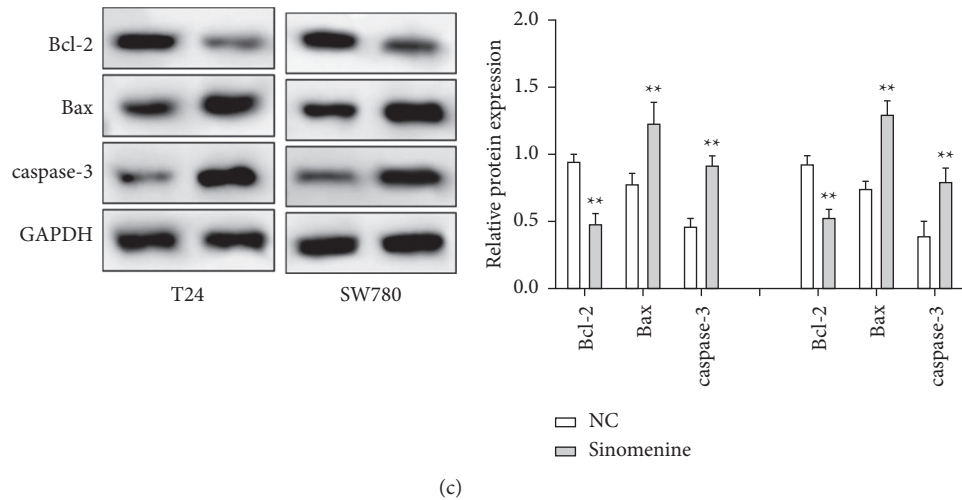 Bcl-2
Bax
caspase-3
GAPDH
T24
SW780
Relative protein expression
2.0
1.5
1.0
0.5
0.0
**
**
**
**
**
**
Bcl-2
Bax
caspase-3
Bcl-2
Bax
caspase-3
NC
Sinomenine
(c)